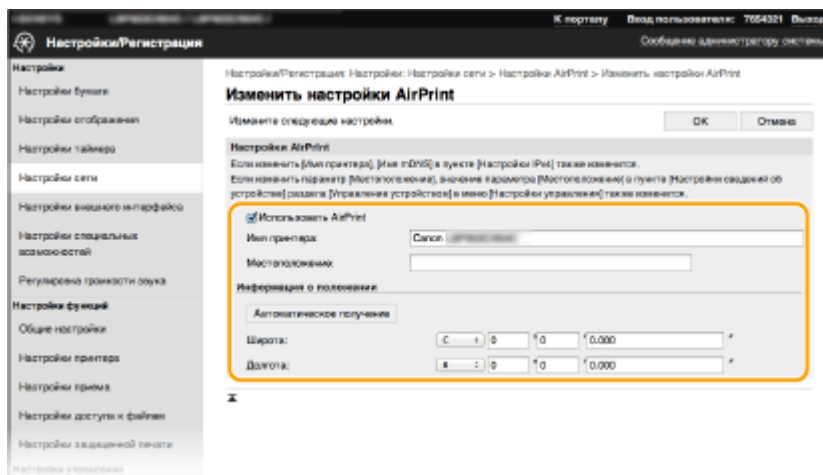 К порталу Вход пользователя: 7654321 Выход
Настройки/Регистрация
Сообщение администратору системы
Настройки
Настройки бумаги
Настройки отображения
Настройки таймера
Настройки сети
Настройки внешнего интерфейса
Настройки специальных
возможностей
Регулировка громкости звука
Настройки функций
Общие настройки
Настройки принтера
Настройки приема
Настройки доступа к файлам
Настройки защищенной печати
Настройки управления
Настройки/Регистрация: Настройки: Настройки сети > Настройки AirPrint > Изменить настройки AirPrint
Изменить настройки AirPrint
Измените следующие настройки.
OK Отмена
Настройки AirPrint
Если изменить [Имя принтера], [Имя mDNS] в пункте [Настройки IPv4] также изменится.
Если изменить параметр [Местоположение], значение параметра [Местоположение] в пункте [Настройки сведений об
устройстве] раздела [Управление устройством] в меню [Настройки управления] также изменится.
Использовать AirPrint
Имя принтера: Canon
Местоположение:
Информация о положении
Автоматическое получение
Широта: С 0 ° 0 ' 0.000 "
Долгота: В 0 ° 0 ' 0.000 "